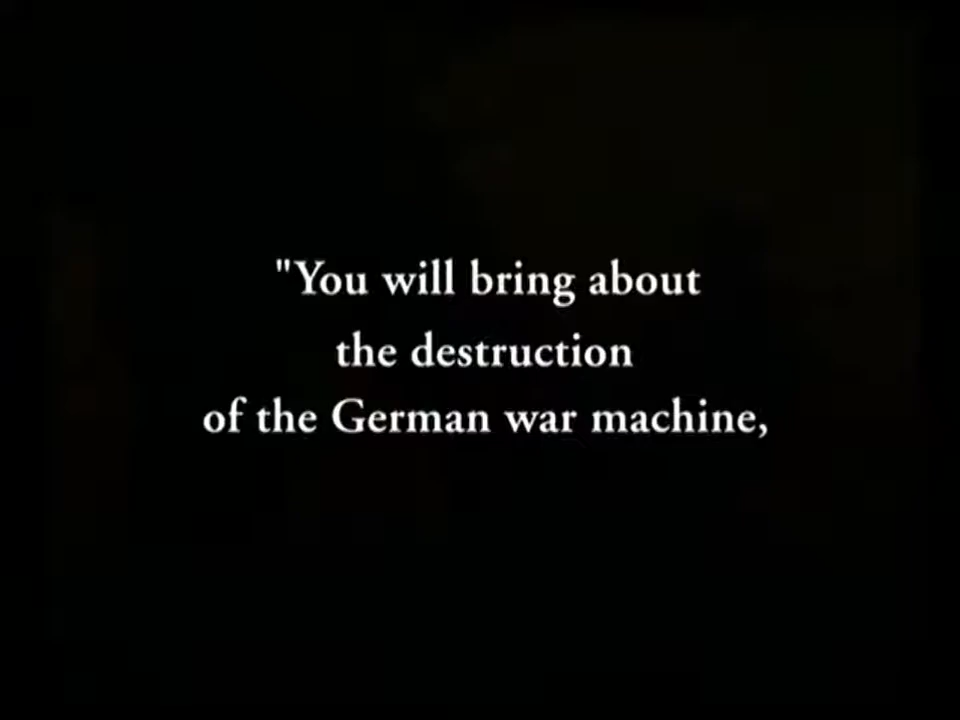 "You will bring about
the destruction
of the German war machine,